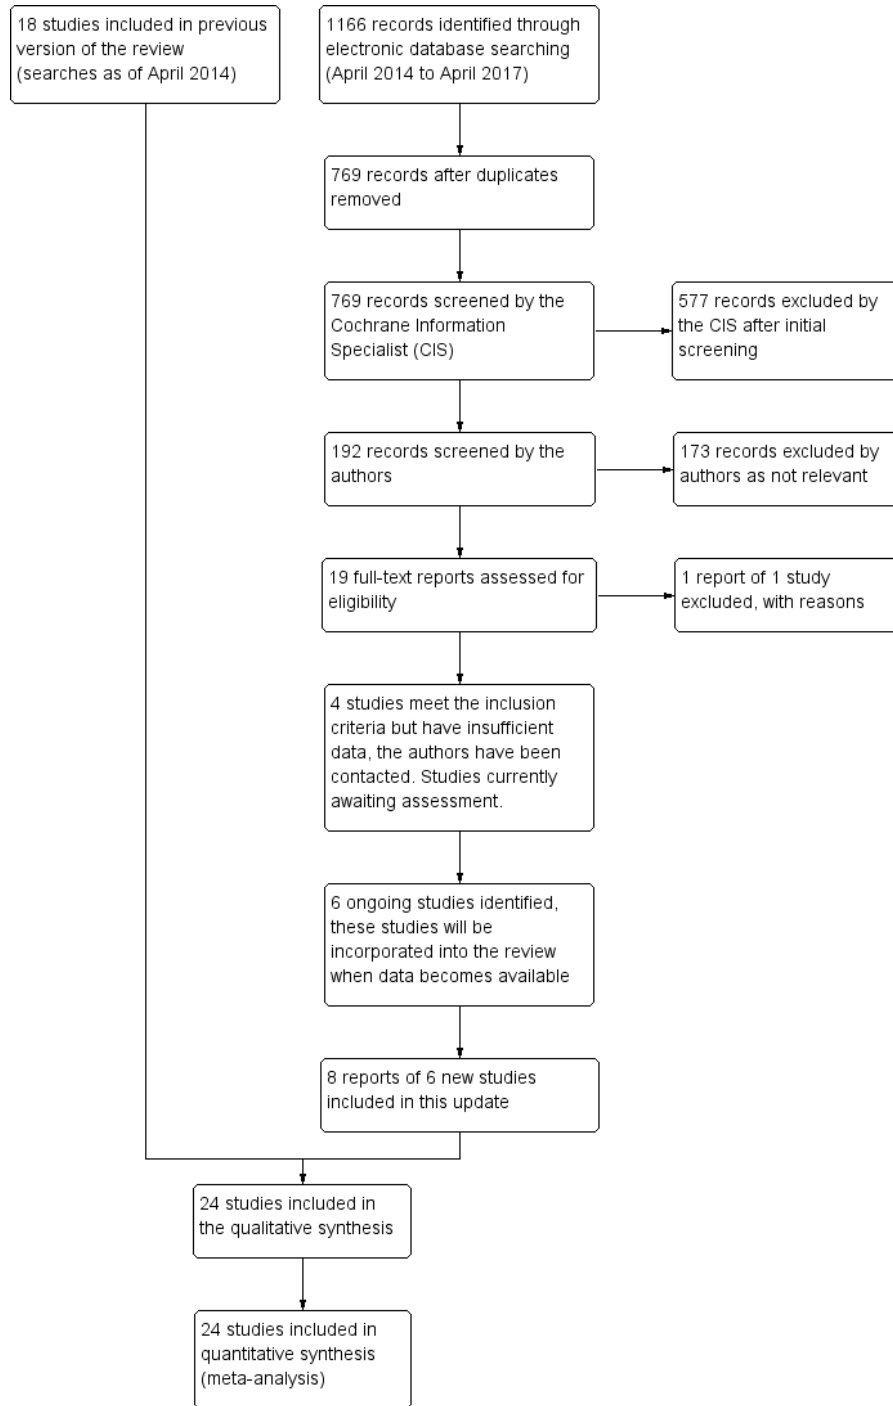 18 studies included in previous
version of the review
(searches as of April 2014)
1166 records identified through
electronic database searching
(April 2014 to April 2017)
769 records after duplicates
removed
769 records screened by the
Cochrane Information
Specialist (CIS)
577 records excluded by
the CIS after initial
screening
192 records screened by the
authors
173 records excluded by
authors as not relevant
19 full-text reports assessed for
eligibility
1 report of 1 study
excluded, with reasons
4 studies meet the inclusion
criteria but have insufficient
data, the authors have been
contacted. Studies currently
awaiting assessment.
6 ongoing studies identified,
these studies will be
incorporated into the review
when data becomes available
8 reports of 6 new studies
included in this update
24 studies included in
the qualitative synthesis
24 studies included in
quantitative synthesis
(meta-analysis)